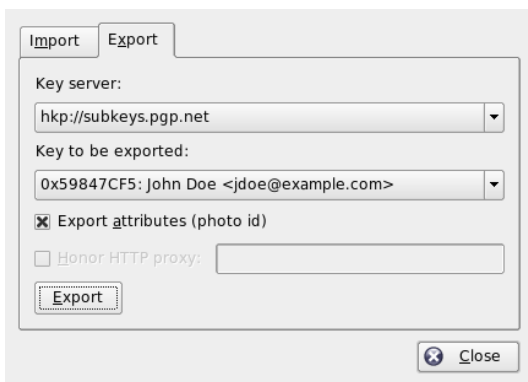 Import Export
Key server:
hkp://subkeys.pgp.net
Key to be exported:
0x59847CF5: John Doe <jdoe@example.com>
Export attributes (photo id)
Honor HTTP proxy:
Export
Close